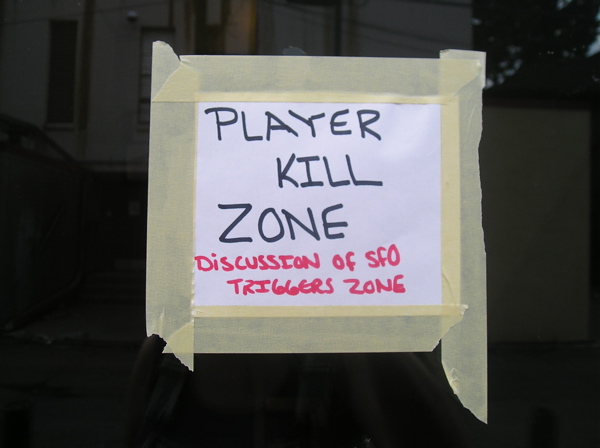 PLAYER
KILL
ZONE
DISCUSSION OF SFO
TRIGGERS ZONE